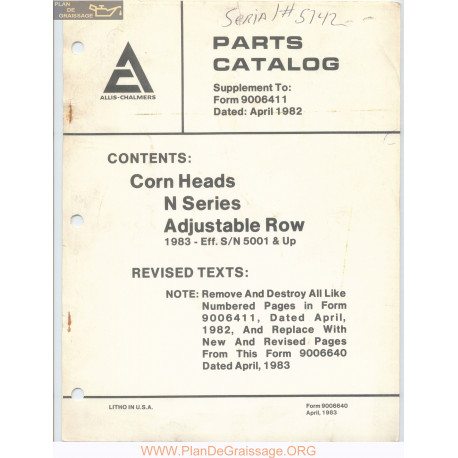 PLAN
DE GRAISSAGE
SERIAL# 5142--
PARTS
CATALOG
ALLIS-CHALMERS
Supplement To:
Form 9006411
Dated: April 1982
CONTENTS:
Corn Heads
N Series
Adjustable Row
1983 - Eff. S/N 5001 & Up
REVISED TEXTS:
NOTE: Remove And Destroy All Like
Numbered Pages in Form
9006411, Dated April,
1982, And Replace With
New And Revised Pages
From This Form 9006640
Dated April, 1983
LITHO IN U.S.A.
Form 9006640
April, 1983
www.PlanDeGraissage.ORG